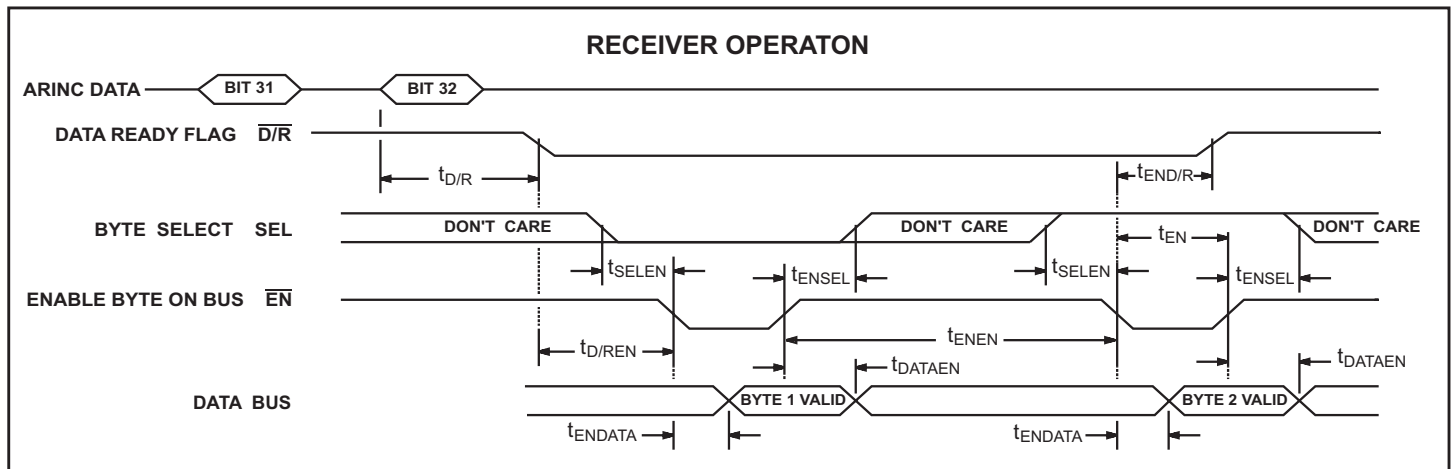 RECEIVER OPERATON
ARINC DATA
BIT 31
BIT 32
DATA READY FLAG D/R
tD/R
tEND/R
BYTE SELECT SEL
DON'T CARE
DON'T CARE
DON'T CARE
tEN
tSELEN
tENSEL
tSELEN
tENSEL
ENABLE BYTE ON BUS EN
tD/REN
tENEN
tDATAEN
tDATAEN
DATA BUS
BYTE 1 VALID
BYTE 2 VALID
tENDATA
tENDATA